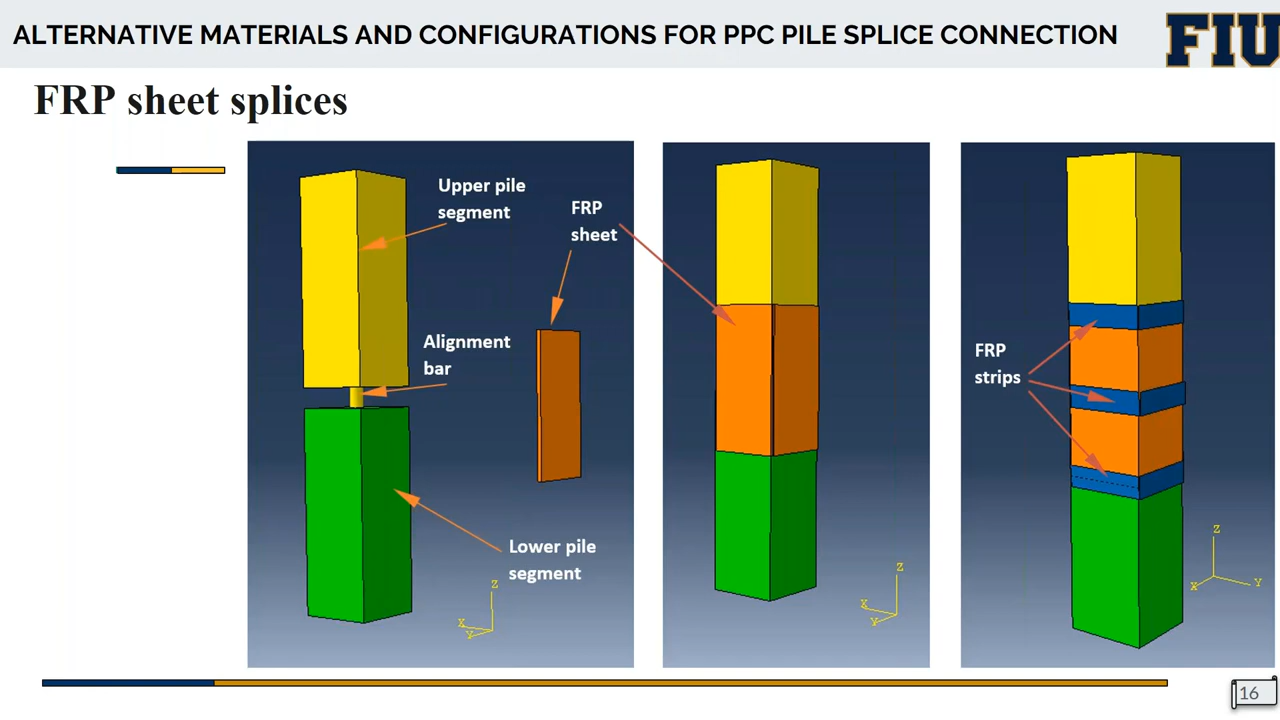 ALTERNATIVE MATERIALS AND CONFIGURATIONS FOR PPC PILE SPLICE CONNECTION
FIU
FRP sheet splices
Upper pile
segment
FRP
sheet
Alignment
bar
Lower pile
segment
Z
X
Y
Z
X
Y
FRP
strips
Z
X
Y
16